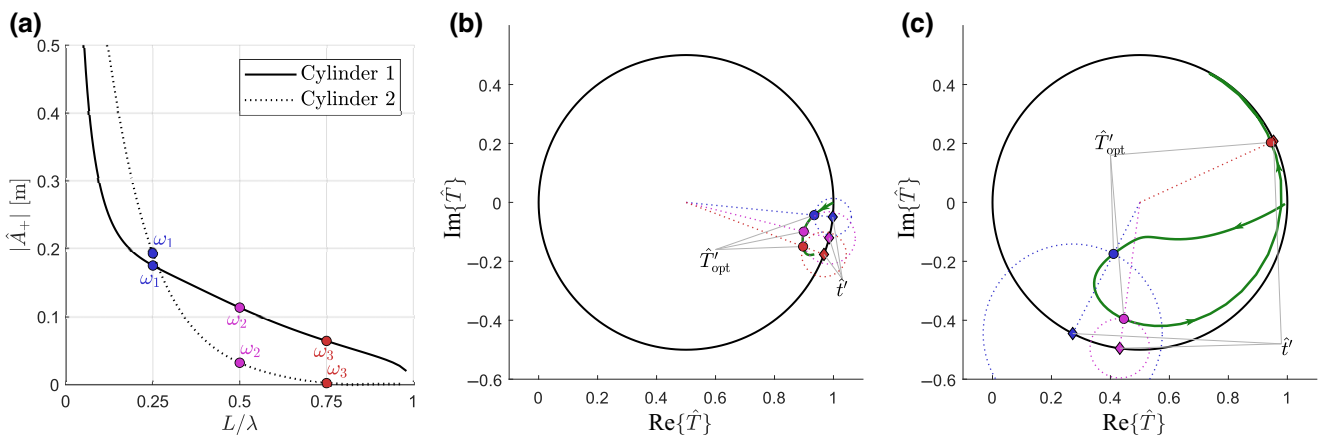 (a)
0.5
0.4
0.3
0.2
0.1
0
|Â₊| [m]
Cylinder 1
Cylinder 2
ω₁
ω₁
ω₂
ω₂
ω₃
ω₃
0 0.25 0.5 0.75 1
L/λ
(b)
0.4
0.2
0
−0.2
−0.4
−0.6
Im{T̂}
T̂′opt
t̂′
0 0.2 0.4 0.6 0.8 1
Re{T̂}
(c)
0.4
0.2
0
−0.2
−0.4
−0.6
Im{T̂}
T̂′opt
t̂′
0 0.2 0.4 0.6 0.8 1
Re{T̂}